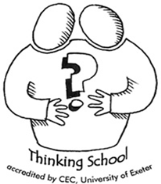 ?
Thinking School
accredited by CEC, University of Exeter